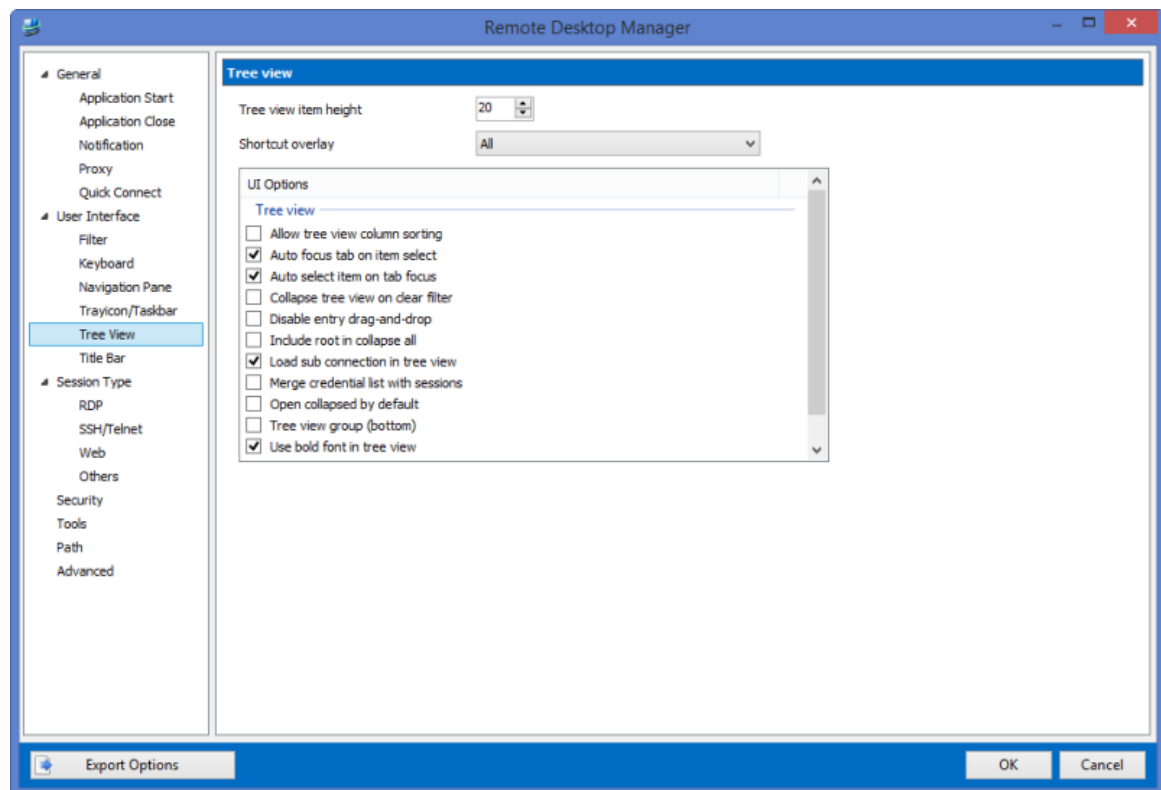 Remote Desktop Manager
General
Application Start
Application Close
Notification
Proxy
Quick Connect
User Interface
Filter
Keyboard
Navigation Pane
Trayicon/Taskbar
Tree View
Title Bar
Session Type
RDP
SSH/Telnet
Web
Others
Security
Tools
Path
Advanced
Tree view
Tree view item height 20
Shortcut overlay All
UI Options
Tree view
Allow tree view column sorting
Auto focus tab on item select
Auto select item on tab focus
Collapse tree view on clear filter
Disable entry drag-and-drop
Include root in collapse all
Load sub connection in tree view
Merge credential list with sessions
Open collapsed by default
Tree view group (bottom)
Use bold font in tree view
Export Options
OK
Cancel